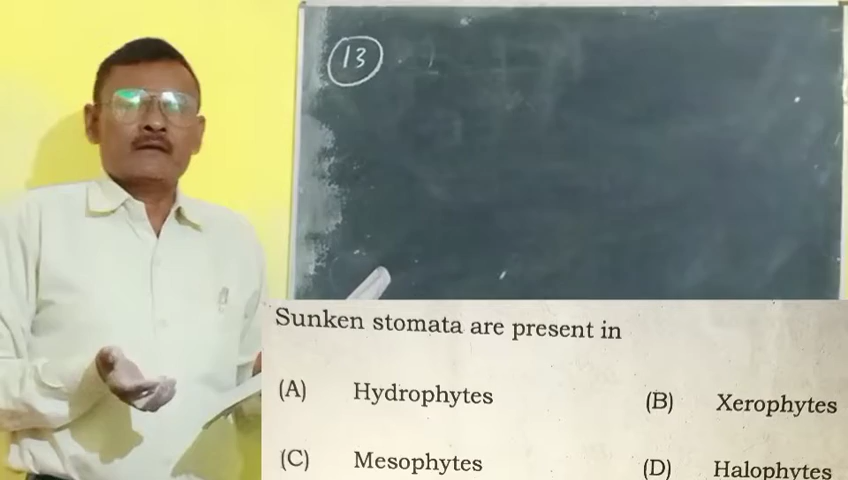 13
Sunken stomata are present in
(A) Hydrophytes (B) Xerophytes
(C) Mesophytes (D) Halophytes